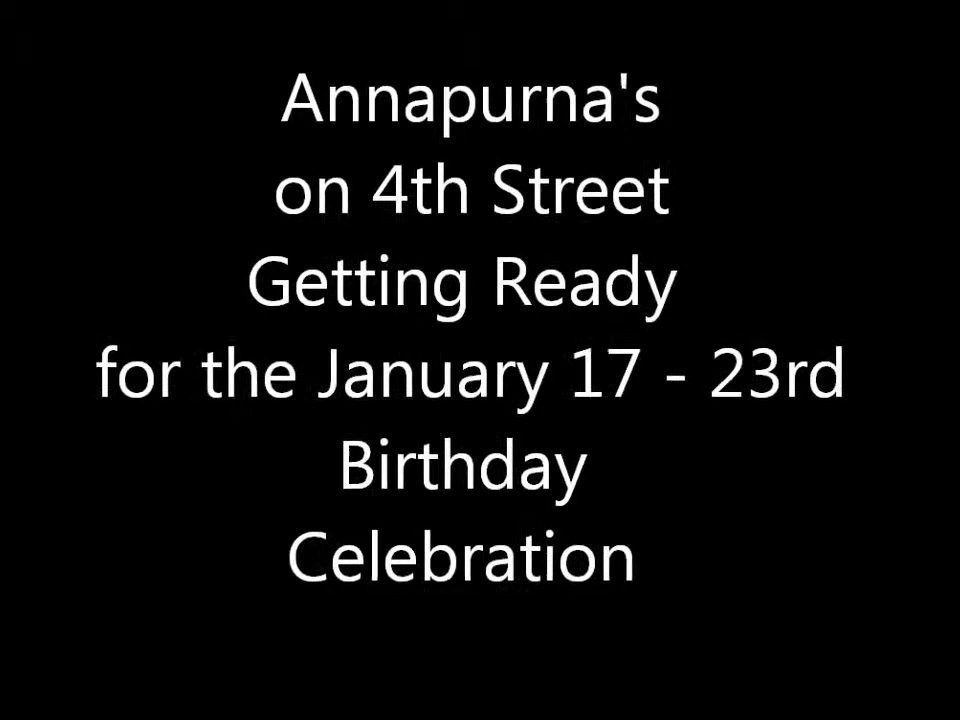 Annapurna's
on 4th Street
Getting Ready
for the January 17 - 23rd
Birthday
Celebration